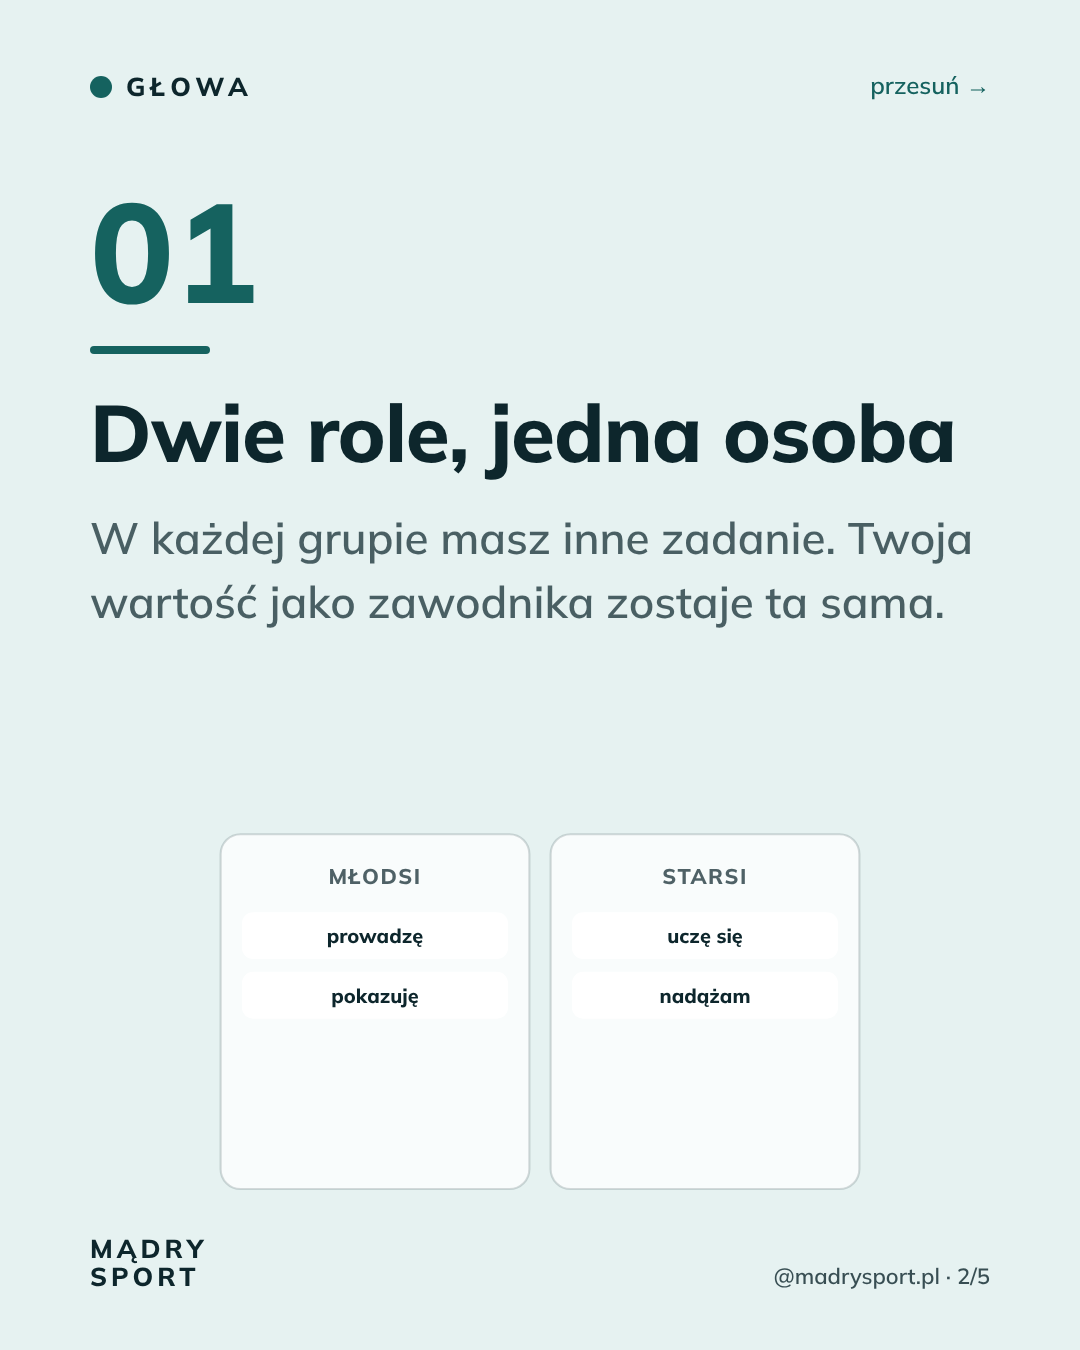 GŁOWA
przesuń →
01
Dwie role, jedna osoba
W każdej grupie masz inne zadanie. Twoja
wartość jako zawodnika zostaje ta sama.
MŁODSI
prowadzę
pokazuję
STARSI
uczę się
nadążam
MĄDRY
SPORT
@madrysport.pl · 2/5